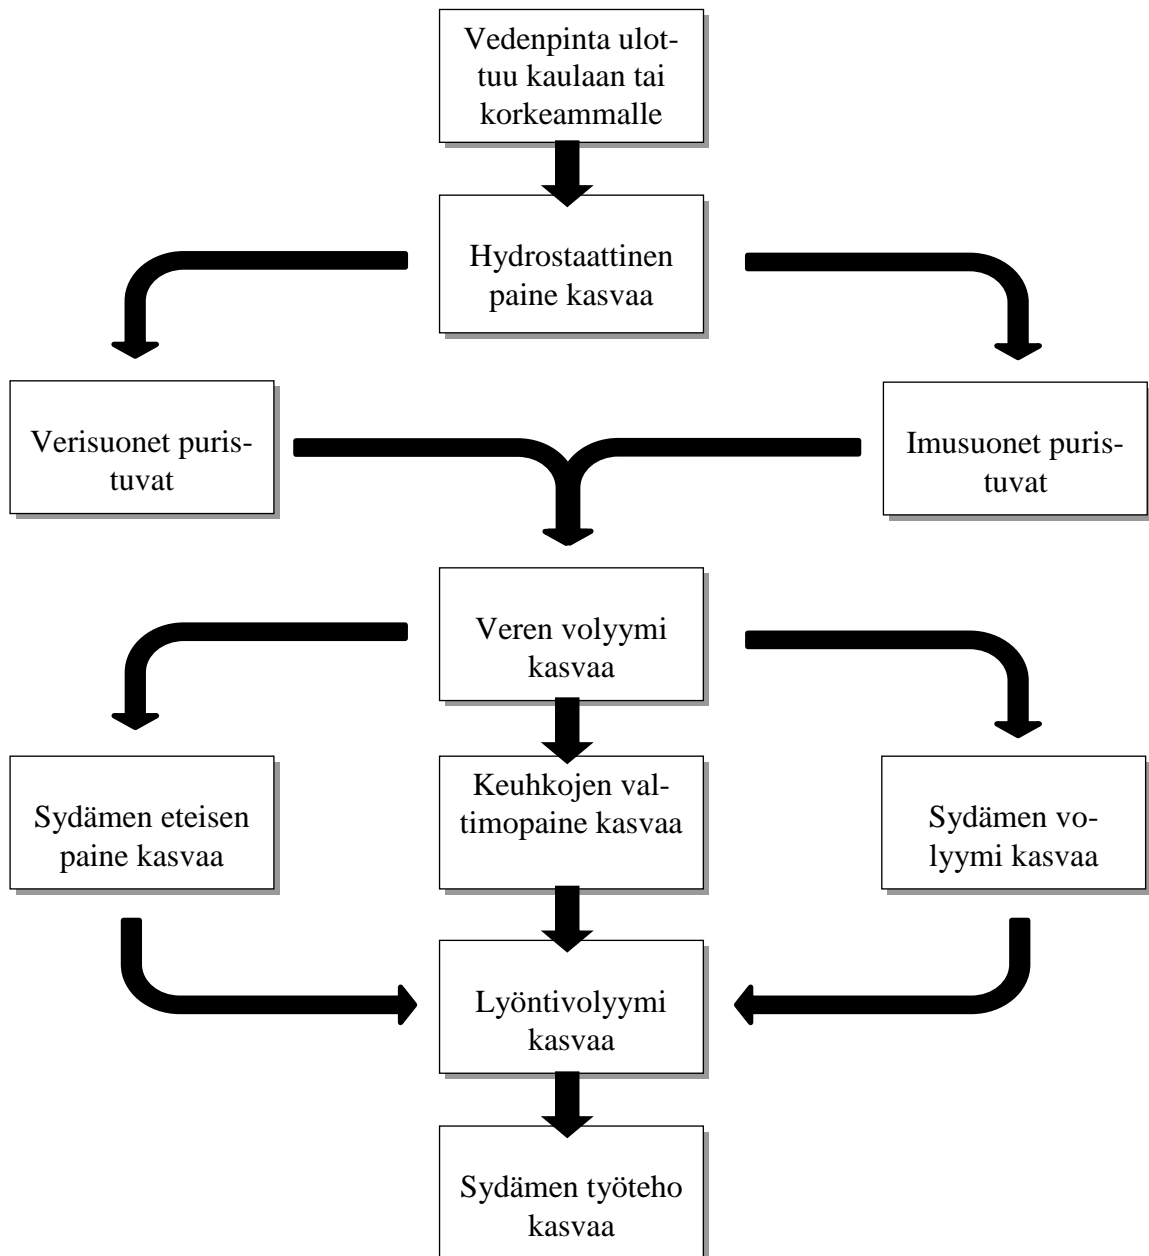 Vedenpinta ulot-
tuu kaulaan tai
korkeammalle
Hydrostaattinen
paine kasvaa
Verisuonet puris-
tuvat
Imusuonet puris-
tuvat
Veren volyymi
kasvaa
Sydämen eteisen
paine kasvaa
Keuhkojen val-
timopaine kasvaa
Sydämen vo-
lyymi kasvaa
Lyöntivolyymi
kasvaa
Sydämen työteho
kasvaa